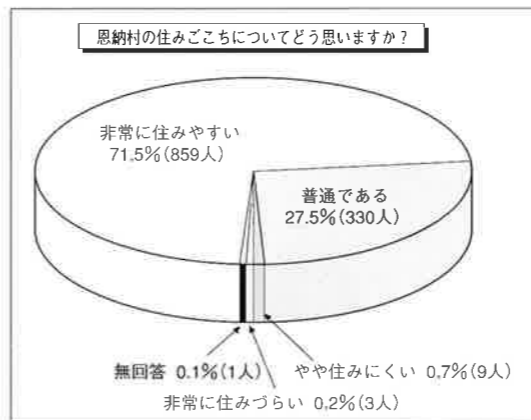 恩納村の住みごこちについてどう思いますか？
非常に住みやすい
71.5%(859人)
普通である
27.5%(330人)
無回答 0.1%(1人)
やや住みにくい 0.7%(9人)
非常に住みづらい 0.2%(3人)